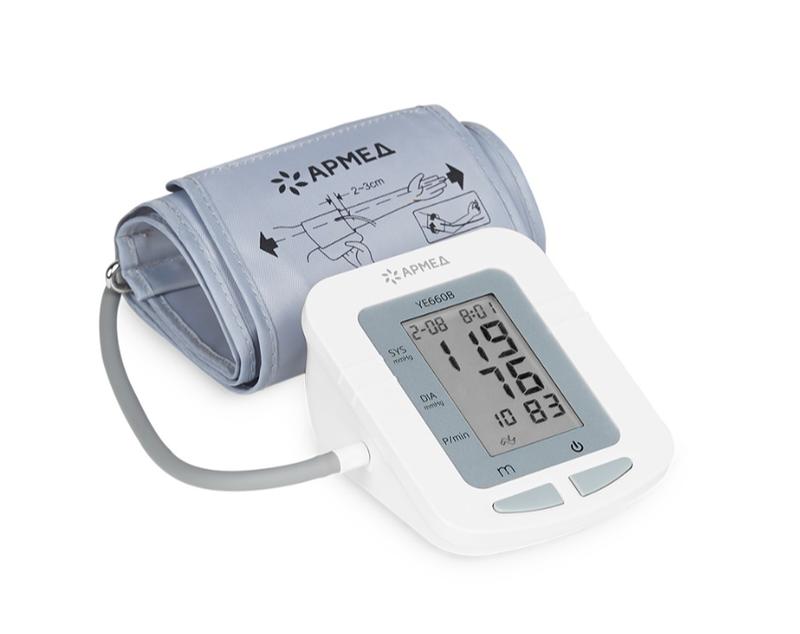 АРМЕД
2~3cm
АРМЕД
YE660B
2-08 8:01
SYS
mmHg
119
DIA
mmHg
76
P/min
10 83
m